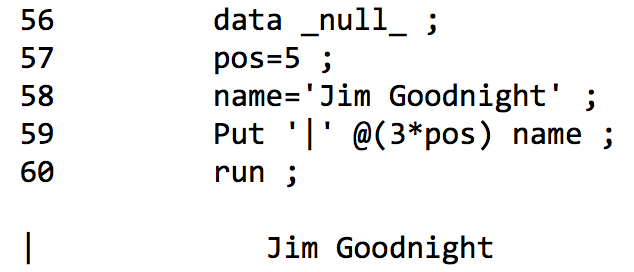 56         data _null_ ;
57         pos=5 ;
58         name='Jim Goodnight' ;
59         Put '|' @(3*pos) name ;
60         run ;
|             Jim Goodnight